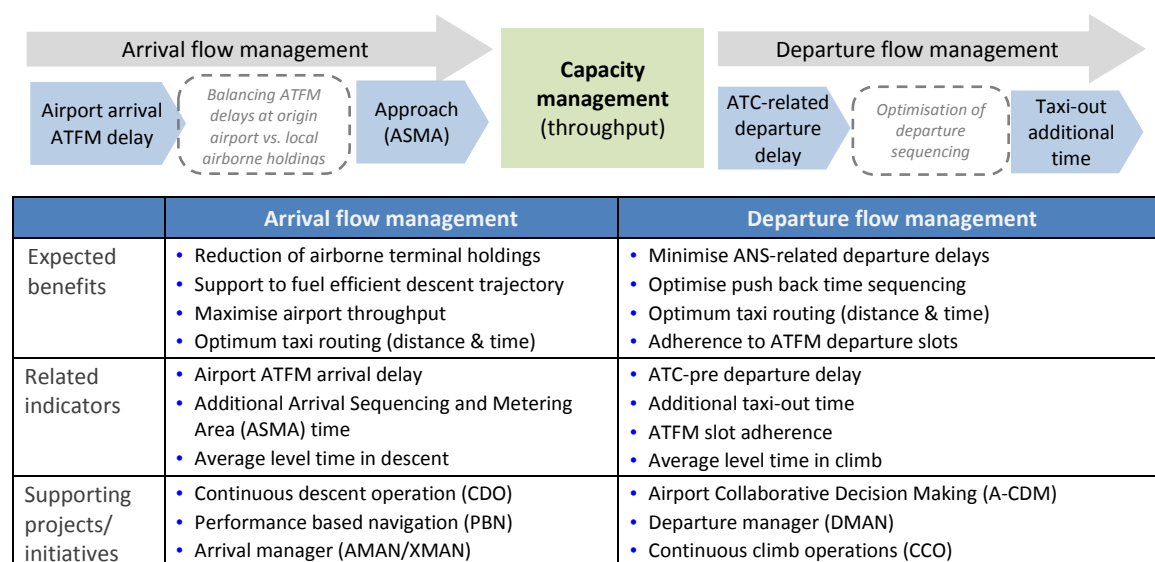 Arrival flow management
Departure flow management
Airport arrival
ATFM delay
Balancing ATFM
delays at origin
airport vs. local
airborne holdings
Approach
(ASMA)
Capacity
management
(throughput)
ATC-related
departure
delay
Optimisation of
departure
sequencing
Taxi-out
additional
time
Arrival flow management
Departure flow management
Expected
benefits
• Reduction of airborne terminal holdings
• Support to fuel efficient descent trajectory
• Maximise airport throughput
• Optimum taxi routing (distance & time)
• Minimise ANS-related departure delays
• Optimise push back time sequencing
• Optimum taxi routing (distance & time)
• Adherence to ATFM departure slots
Related
indicators
• Airport ATFM arrival delay
• Additional Arrival Sequencing and Metering
Area (ASMA) time
• Average level time in descent
• ATC-pre departure delay
• Additional taxi-out time
• ATFM slot adherence
• Average level time in climb
Supporting
projects/
initiatives
• Continuous descent operation (CDO)
• Performance based navigation (PBN)
• Arrival manager (AMAN/XMAN)
• Airport Collaborative Decision Making (A-CDM)
• Departure manager (DMAN)
• Continuous climb operations (CCO)